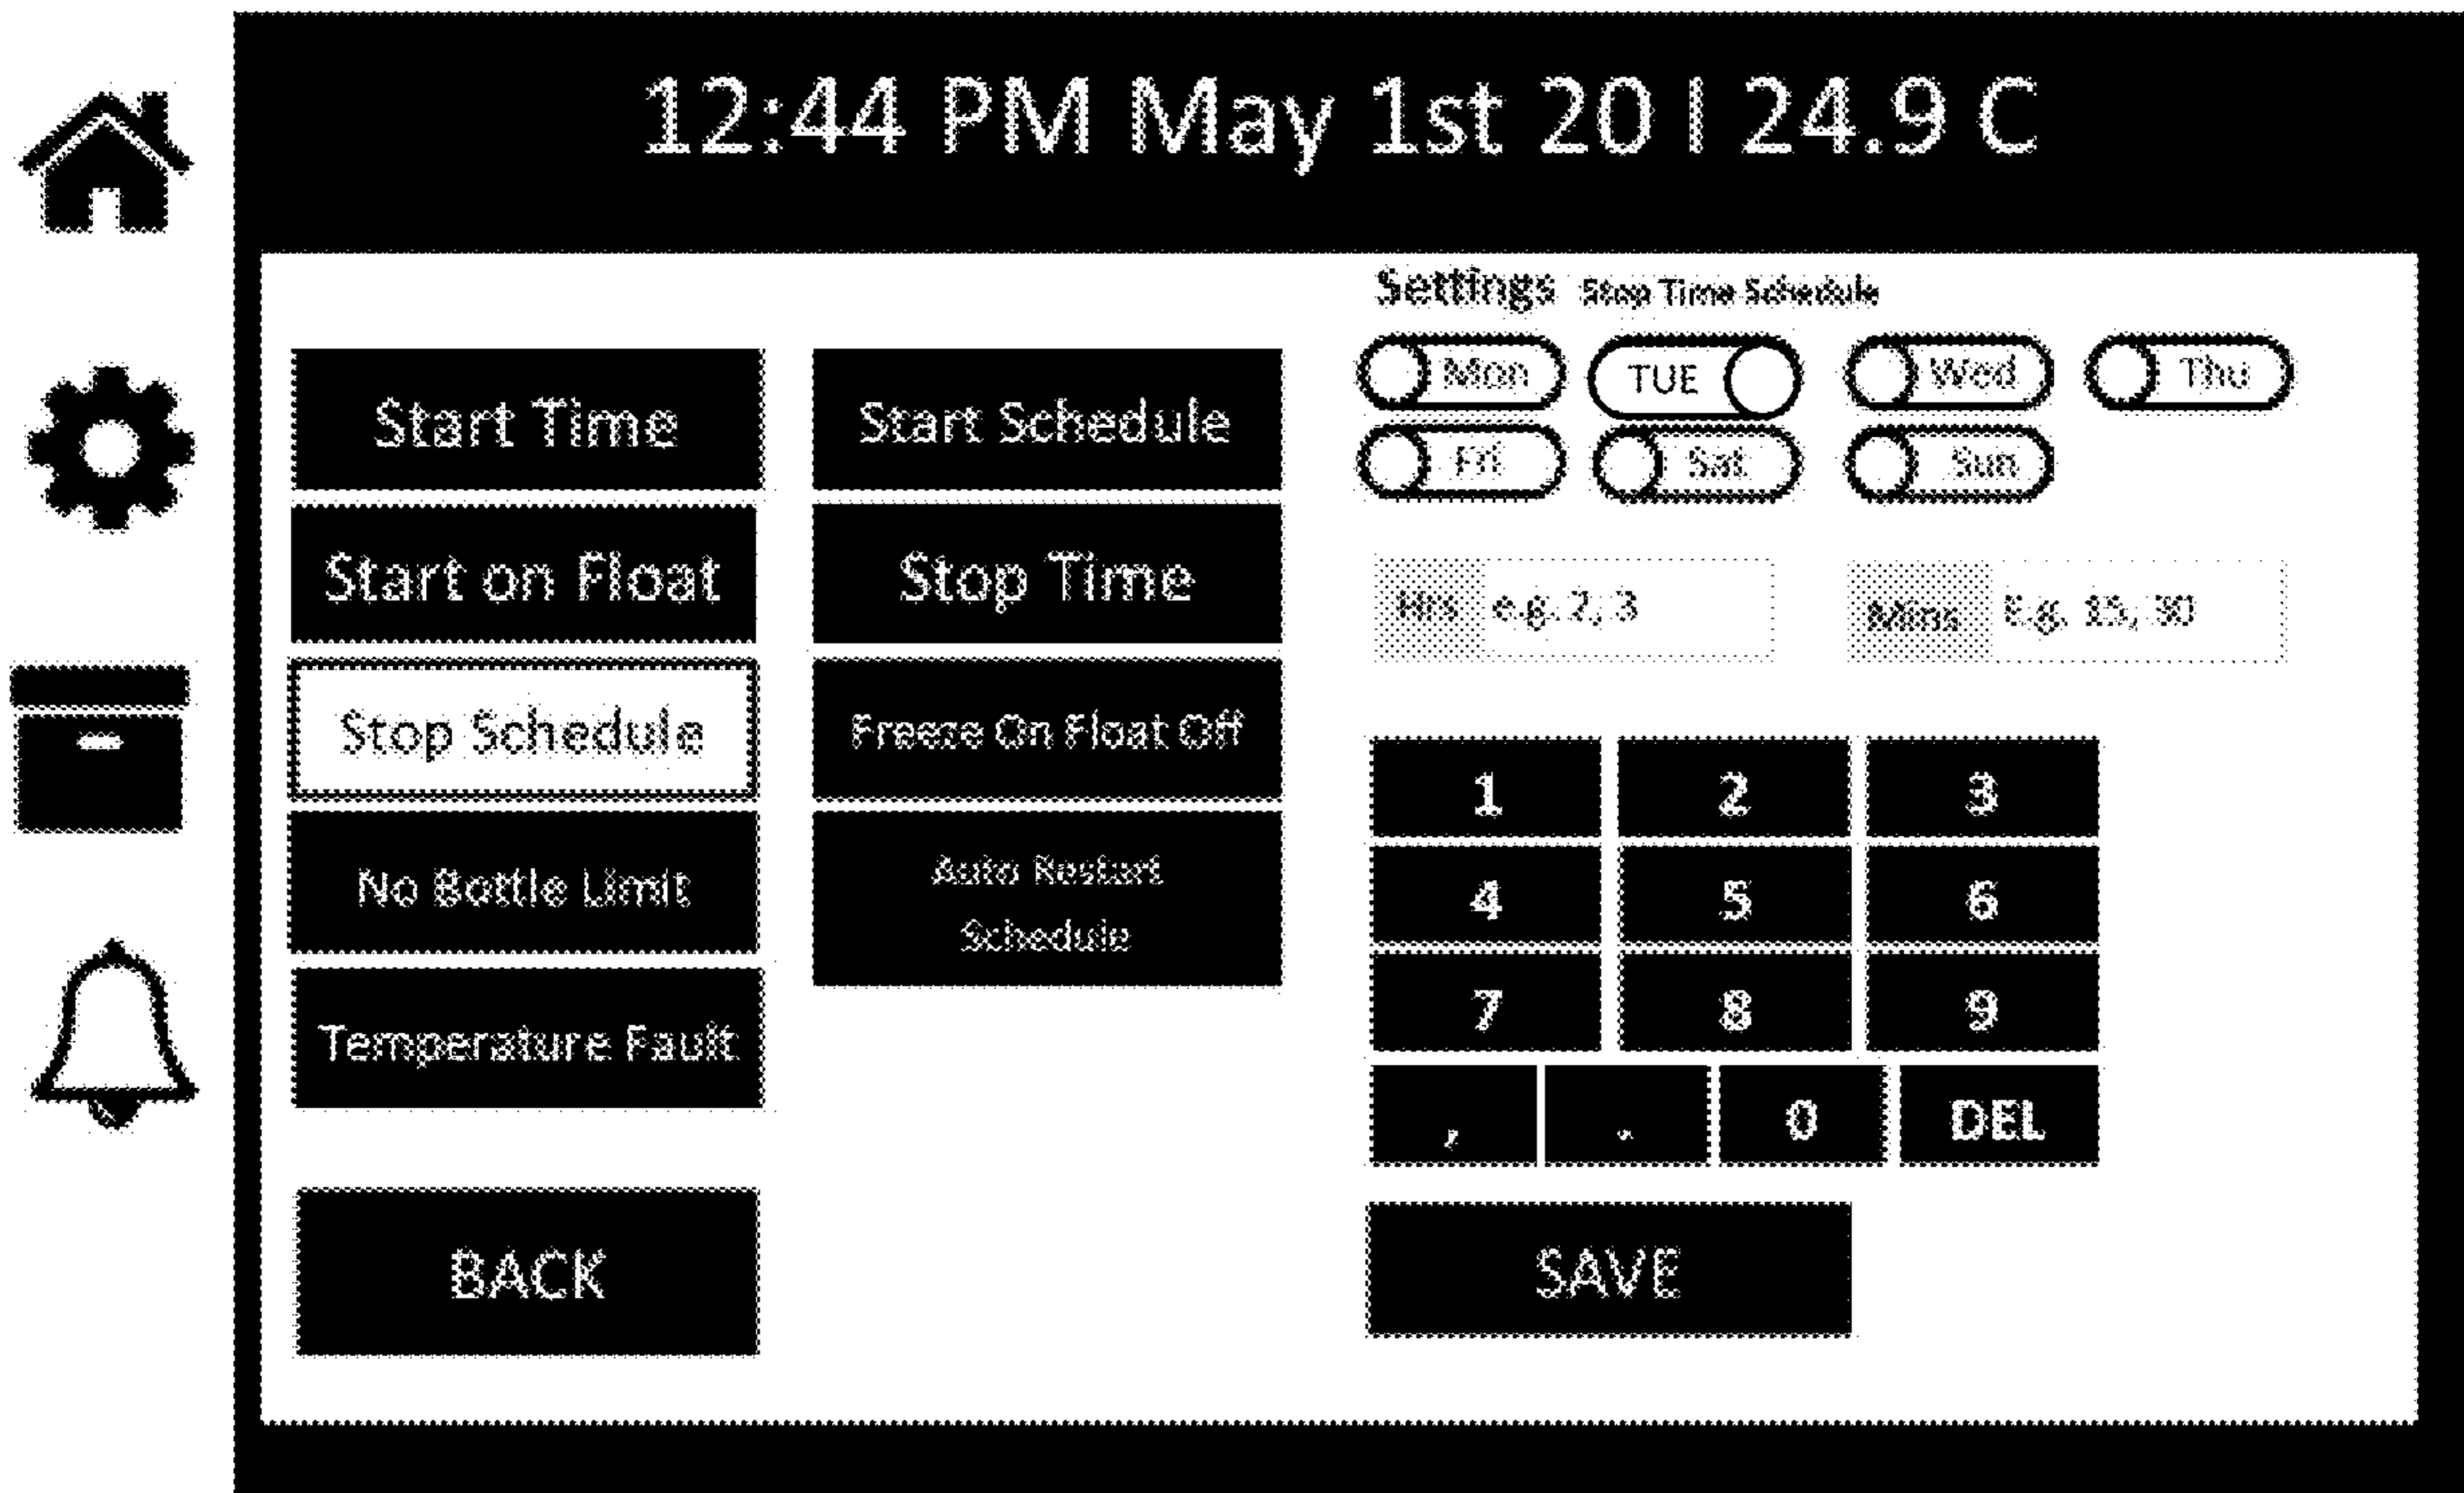 12:44 PM May 1st 20 I 24.9 C
Settings Stop Time Schedule
Mon TUE Wed Thu
Fri Sat Sun
Hrs e.g. 2, 3 Mins E.g. 15, 30
Start Time Start Schedule
Start on Float Stop Time
Stop Schedule Freeze On Float Off
No Bottle Limit Auto Restart
Schedule
Temperature Fault
1 2 3
4 5 6
7 8 9
, . 0 DEL
BACK SAVE